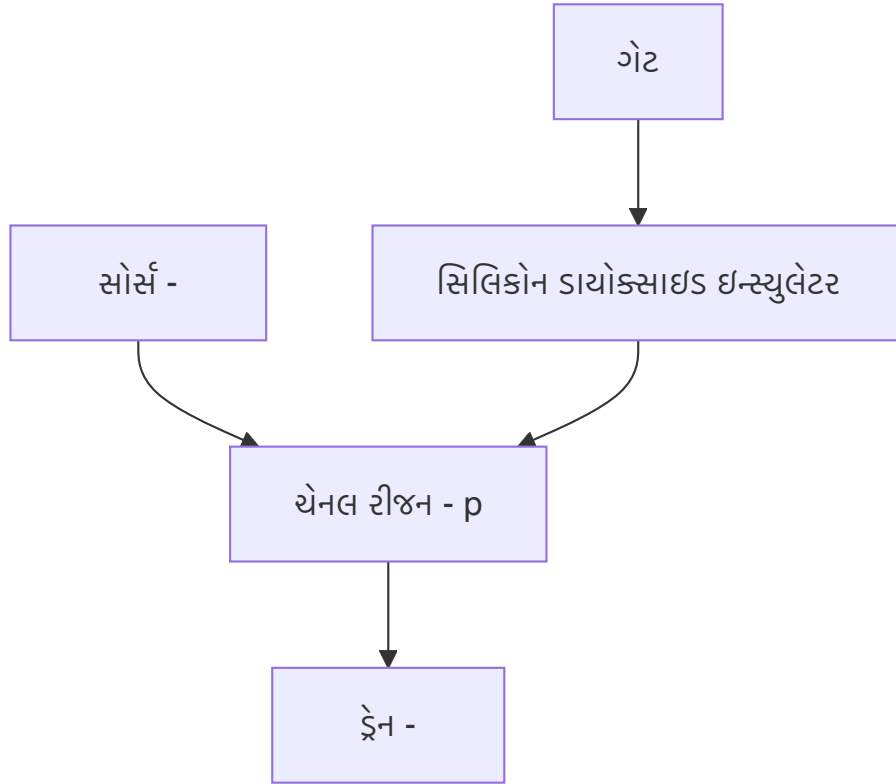 ગેટ
સોર્સ -
સિલિકોન ડાયોક્સાઇડ ઇન્સ્યુલેટર
ચેનલ રીજન - p
ડ્રેન -